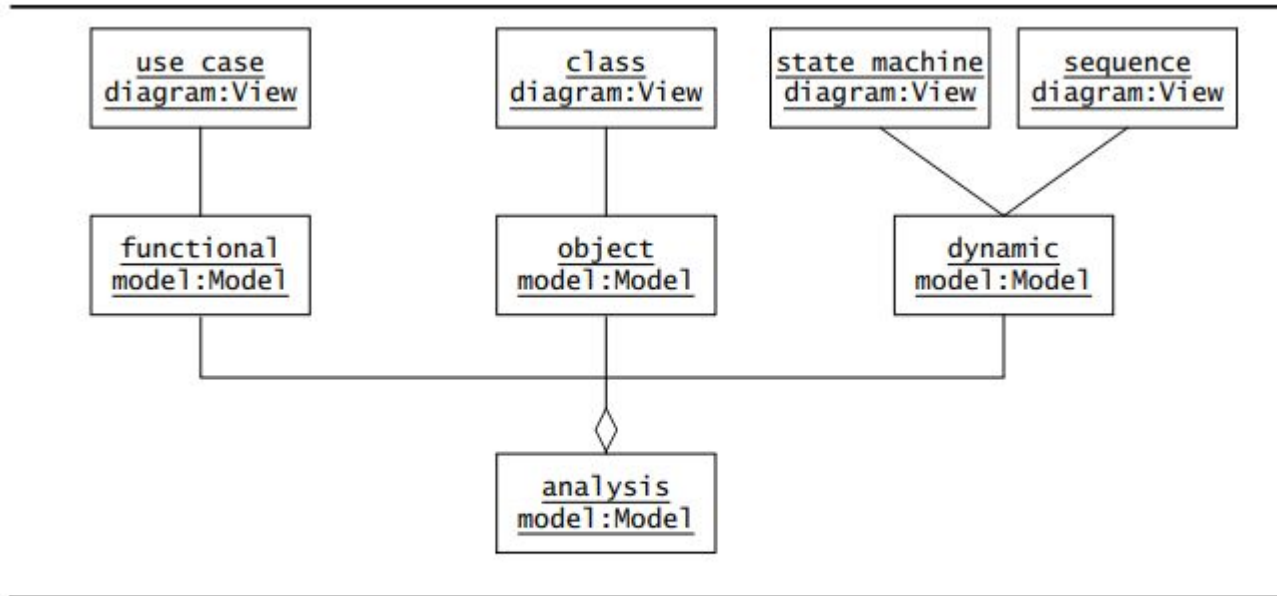 use case
diagram:View
class
diagram:View
state machine
diagram:View
sequence
diagram:View
functional
model:Model
object
model:Model
dynamic
model:Model
analysis
model:Model